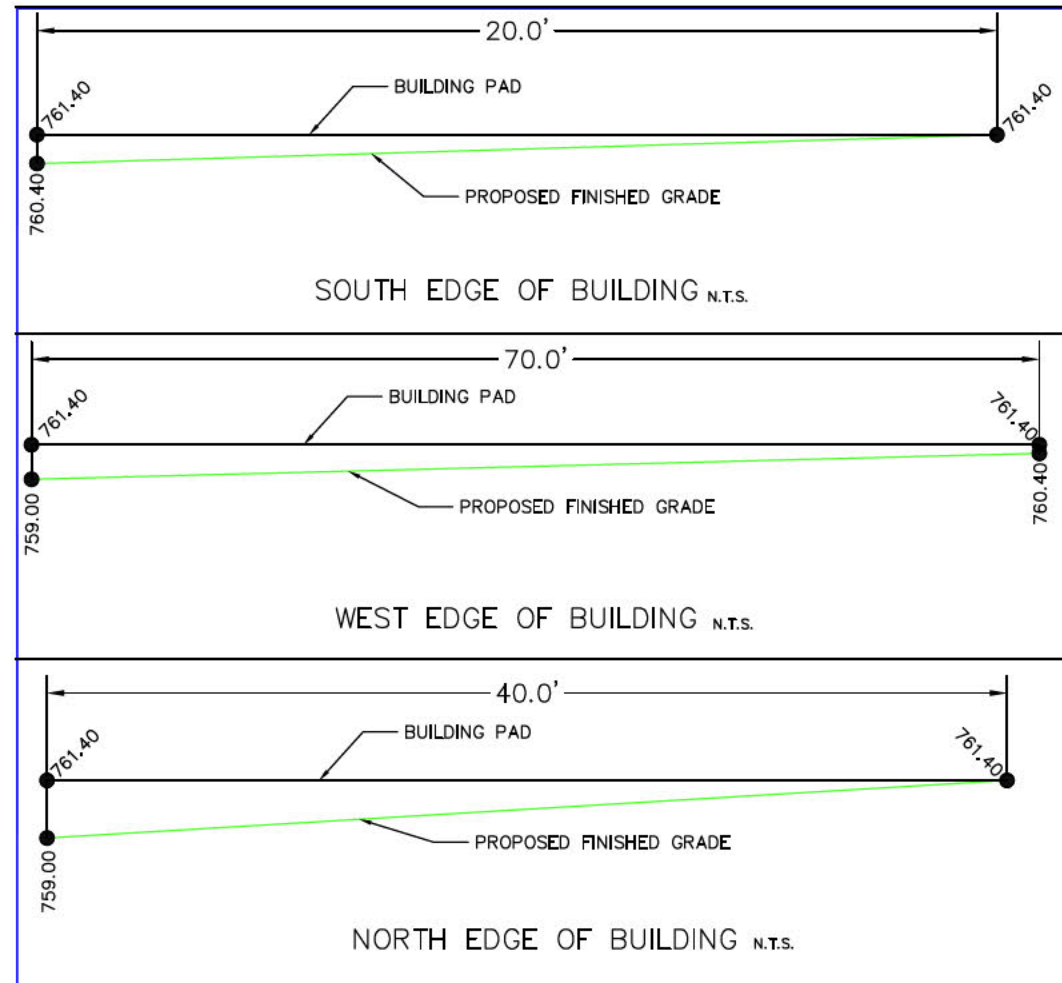 20.0'
BUILDING PAD
761.40
761.40
760.40
PROPOSED FINISHED GRADE
SOUTH EDGE OF BUILDING N.T.S.
70.0'
BUILDING PAD
761.40
761.40
759.00
760.40
PROPOSED FINISHED GRADE
WEST EDGE OF BUILDING N.T.S.
40.0'
BUILDING PAD
761.40
761.40
759.00
PROPOSED FINISHED GRADE
NORTH EDGE OF BUILDING N.T.S.